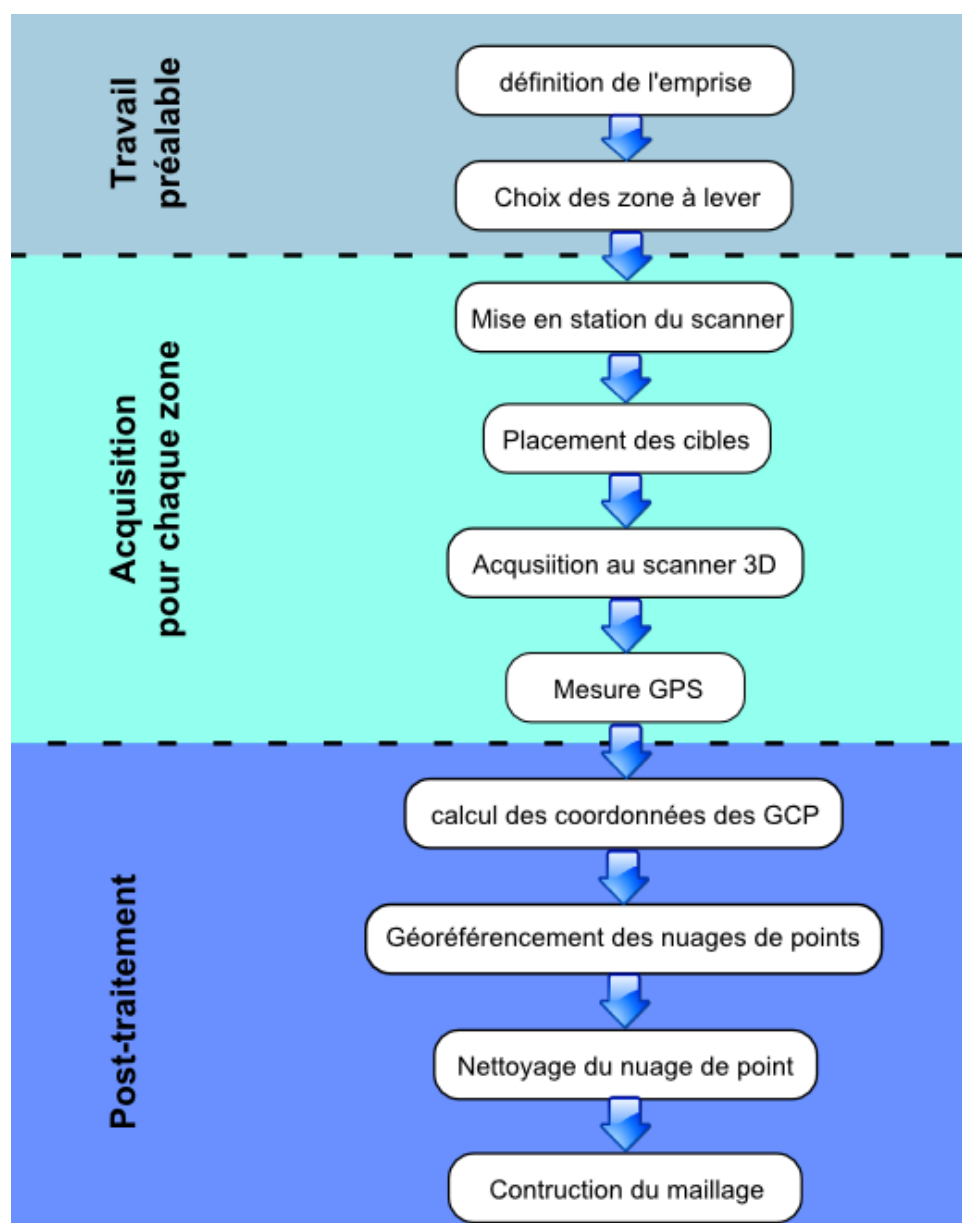 Travail
préalable
définition de l'emprise
Choix des zone à lever
Acquisition
pour chaque zone
Mise en station du scanner
Placement des cibles
Acqusiition au scanner 3D
Mesure GPS
Post-traitement
calcul des coordonnées des GCP
Géoréférencement des nuages de points
Nettoyage du nuage de point
Contruction du maillage